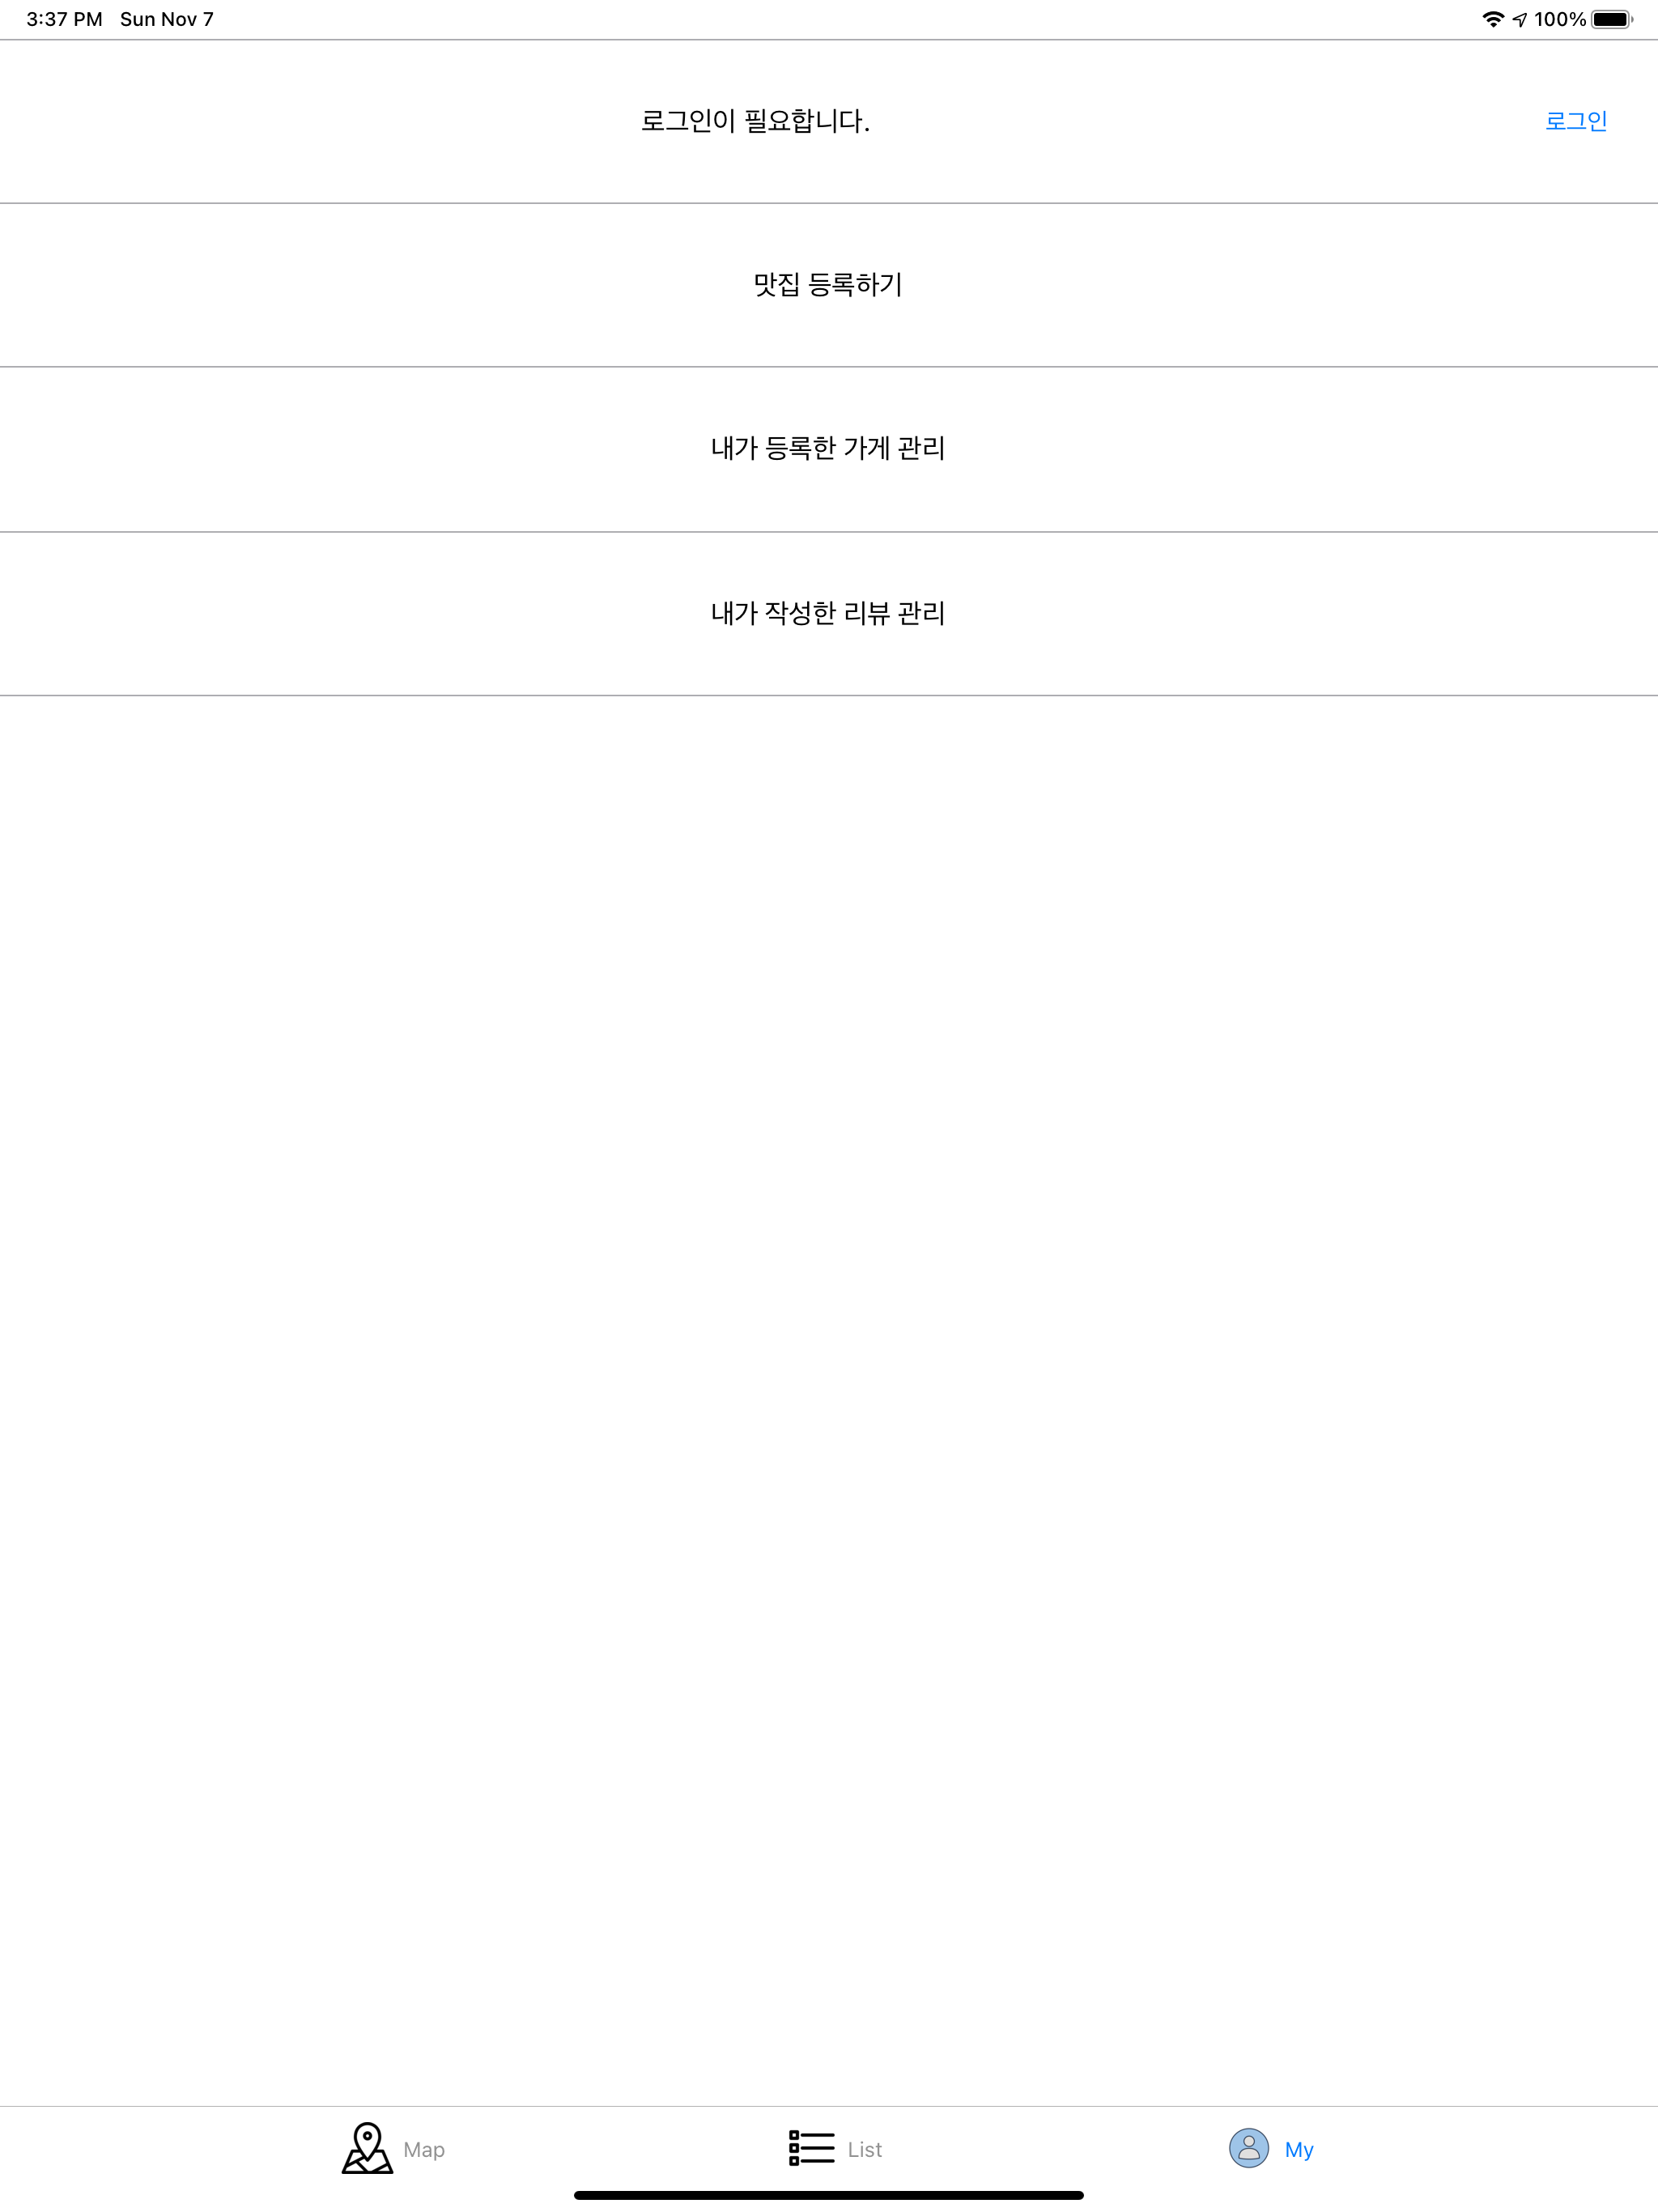 3:37 PM Sun Nov 7 100%
로그인이 필요합니다. 로그인
맛집 등록하기
내가 등록한 가게 관리
내가 작성한 리뷰 관리
Map List My